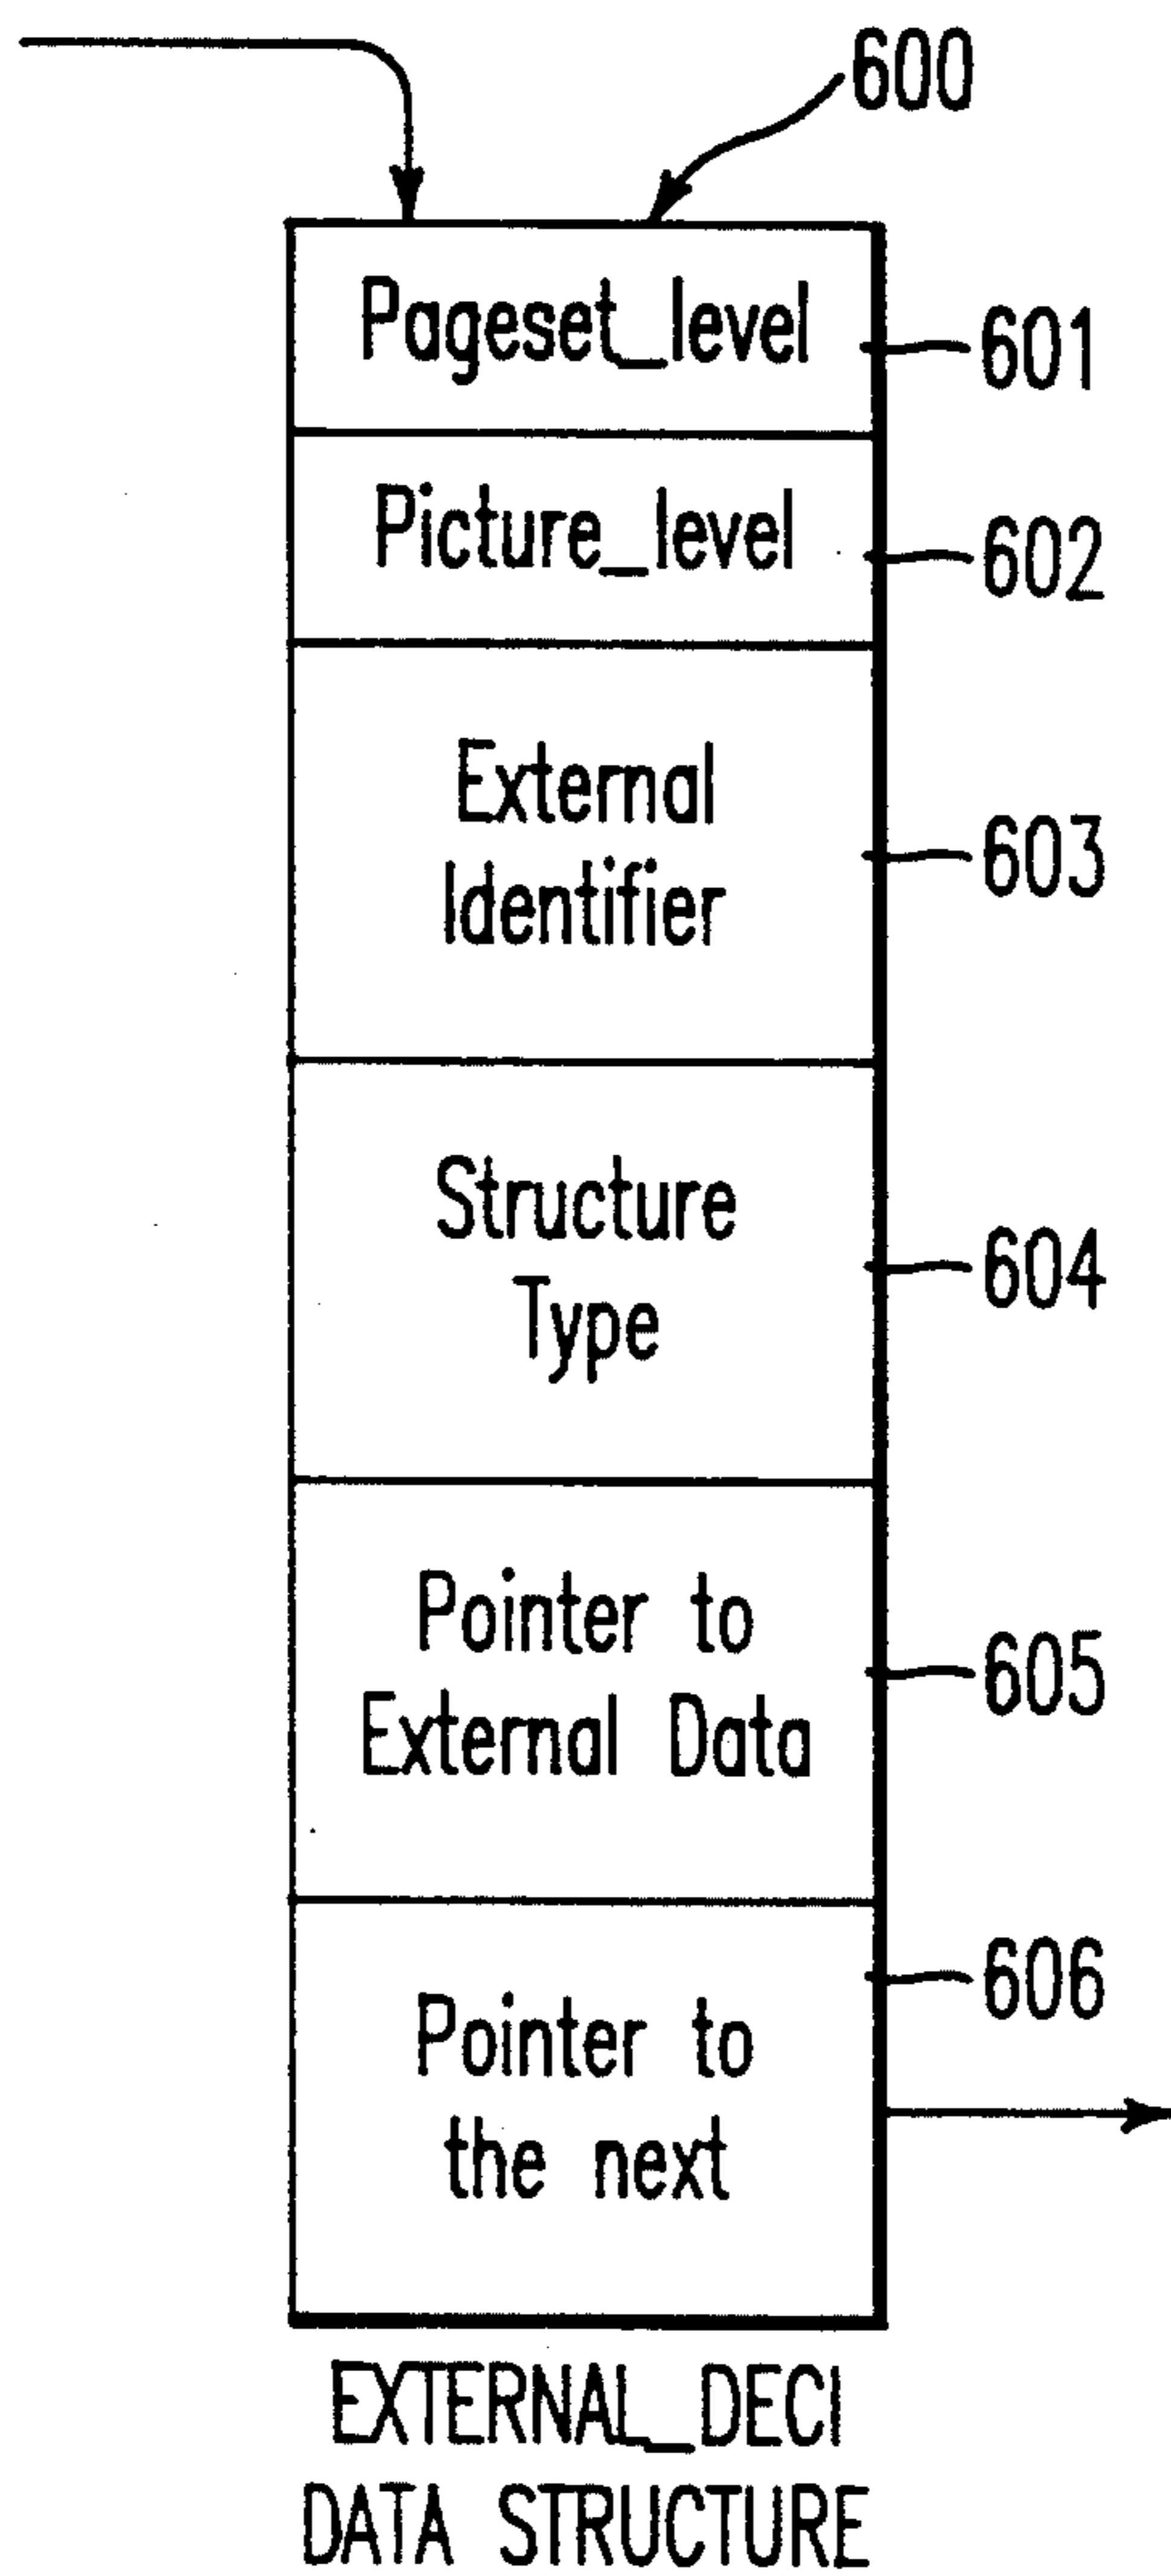 600
Pageset_level
601
Picture_level
602
External
Identifier
603
Structure
Type
604
Pointer to
External Data
605
606
Pointer to
the next
EXTERNAL_DECI
DATA STRUCTURE